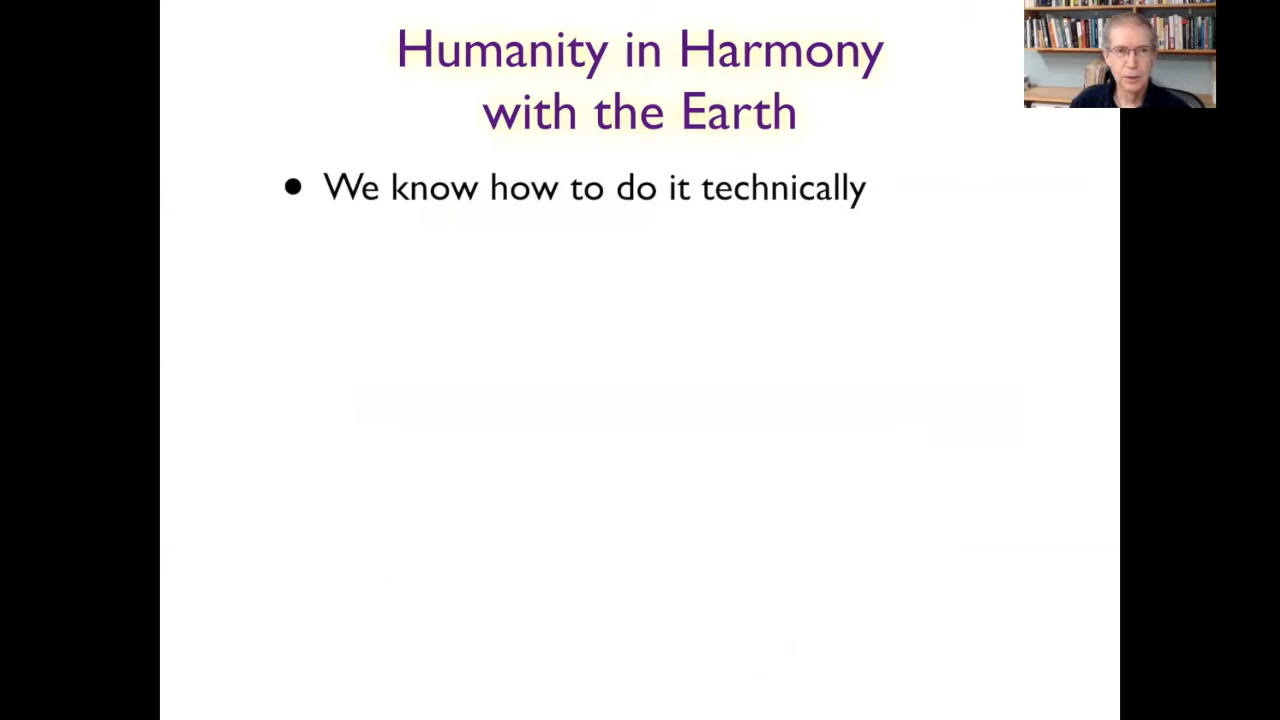 Humanity in Harmony
with the Earth
• We know how to do it technically